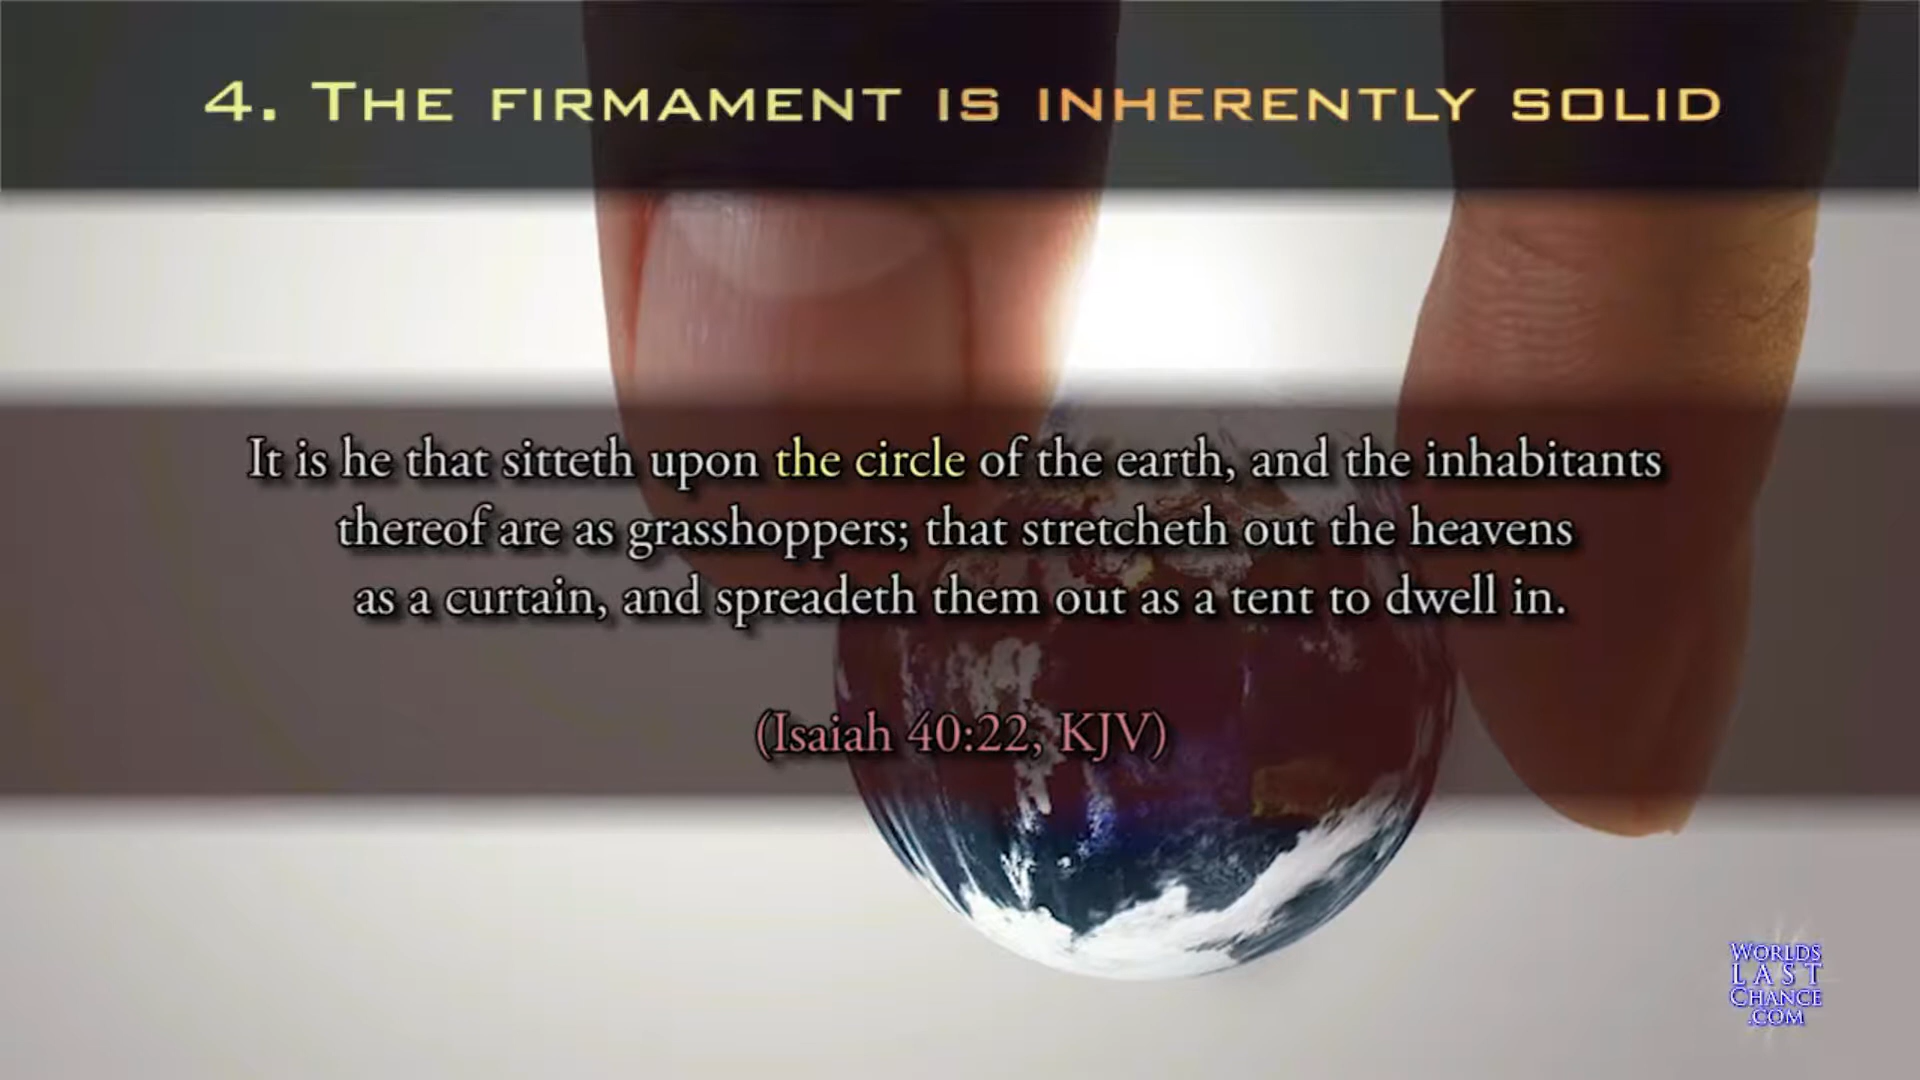 4. THE FIRMAMENT IS INHERENTLY SOLID
It is he that sitteth upon the circle of the earth, and the inhabitants
thereof are as grasshoppers; that stretcheth out the heavens
as a curtain, and spreadeth them out as a tent to dwell in.
(Isaiah 40:22, KJV)
WORLDS
LAST
CHANCE
.COM